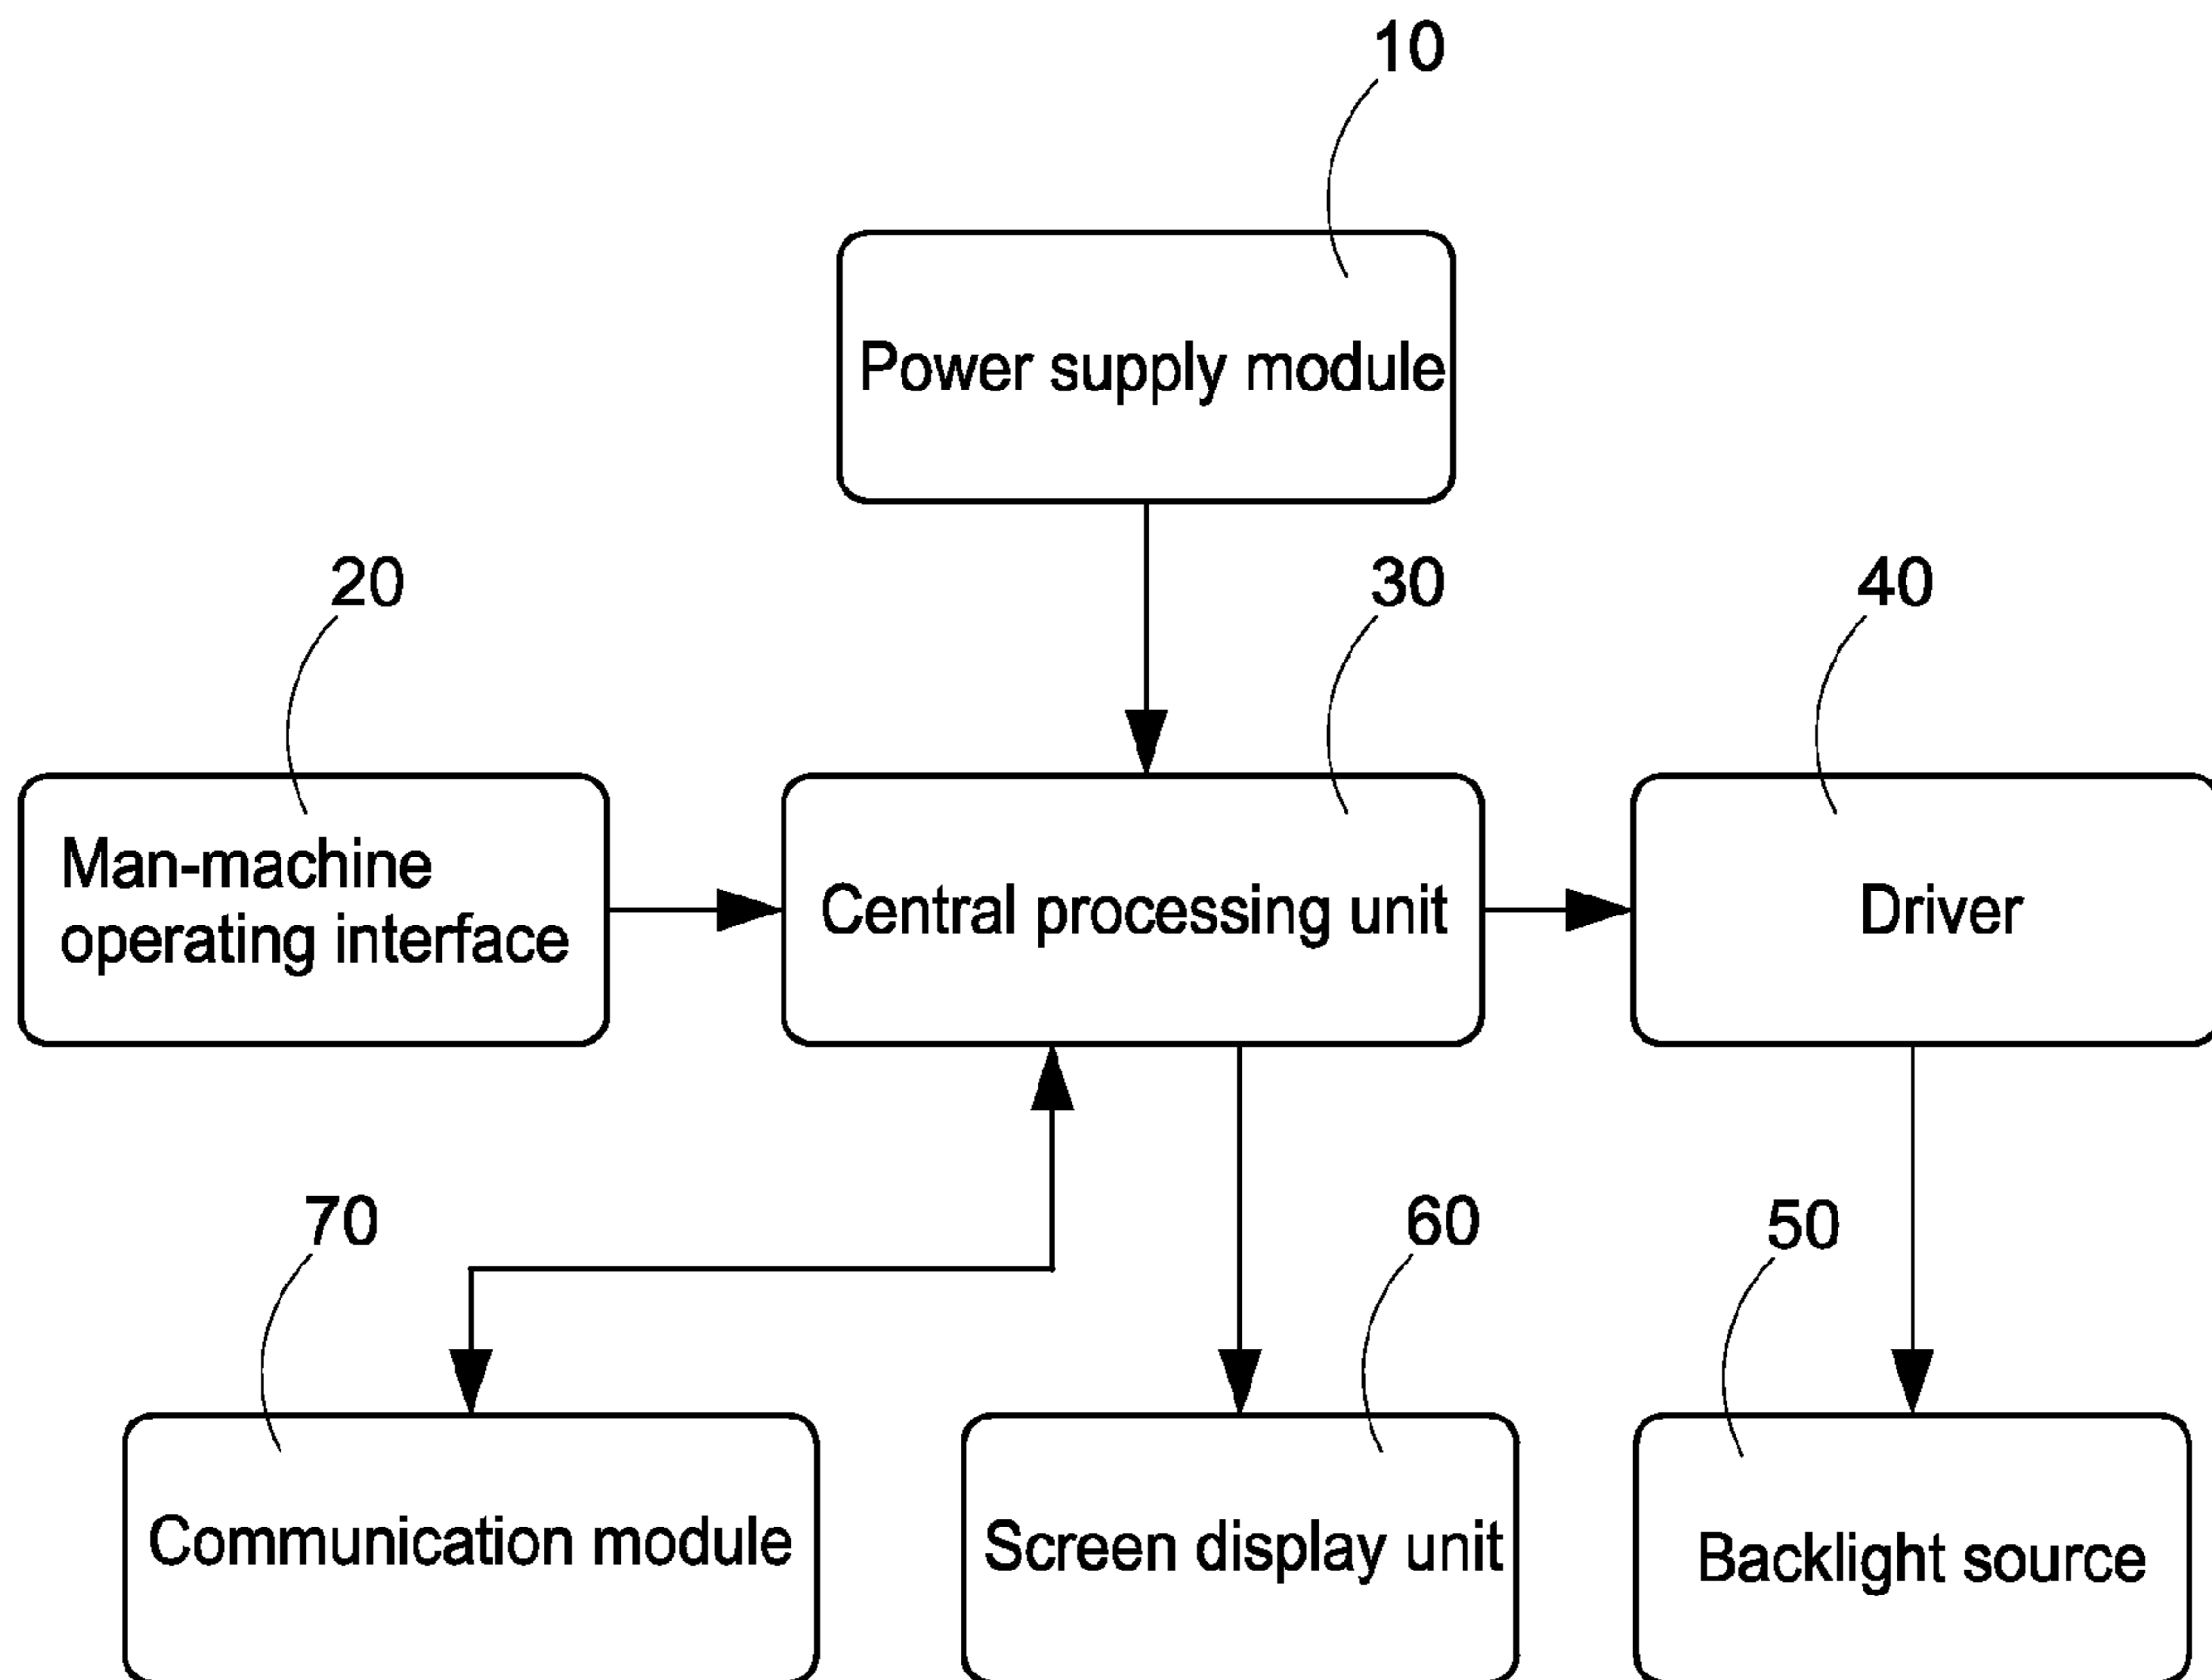 10
Power supply module
20
30
40
Man-machine
operating interface
Central processing unit
Driver
70
60
50
Communication module
Screen display unit
Backlight source